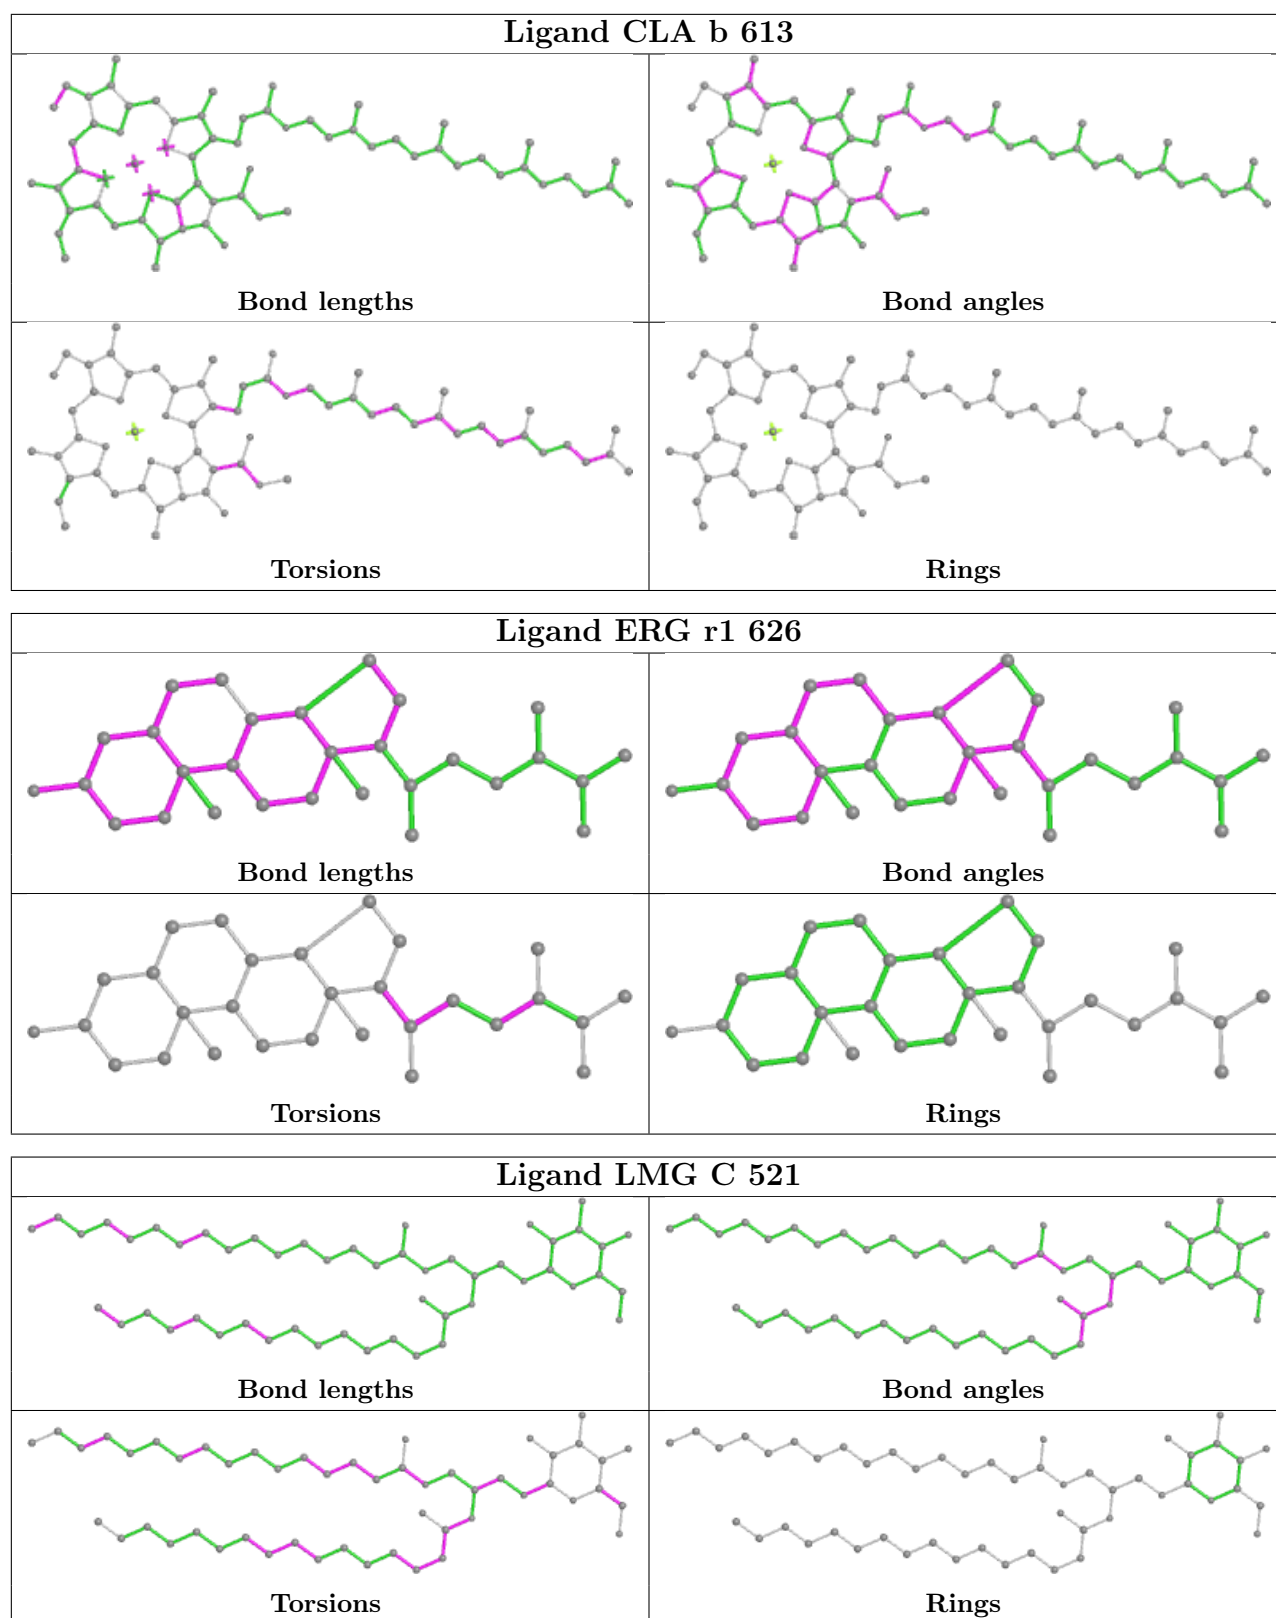 Ligand CLA b 613
Bond lengths
Bond angles
Torsions
Rings
Ligand ERG r1 626
Bond lengths
Bond angles
Torsions
Rings
Ligand LMG C 521
Bond lengths
Bond angles
Torsions
Rings